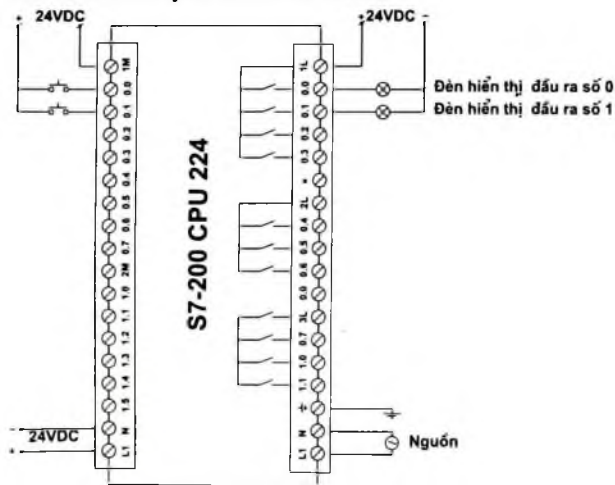 + 24VDC
+24VDC -
1M
0.0
0.1
0.2
0.3
0.4
0.5
0.6
0.7
2M
1.0
1.1
1.2
1.3
1.4
1.5
N
L1
- 24VDC
+
S7-200 CPU 224
1L
0.0
0.1
0.2
0.3
2L
0.4
0.5
0.6
0.0
3L
0.7
1.0
1.1
N
L1
Đèn hiển thị đầu ra số 0
Đèn hiển thị đầu ra số 1
Nguồn